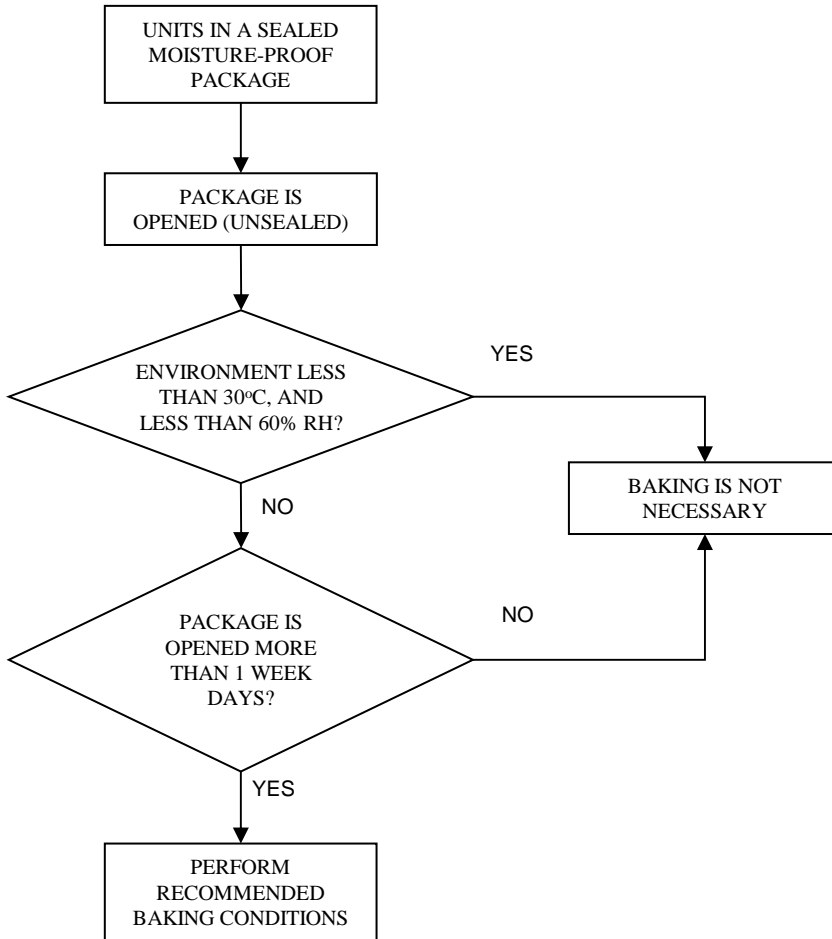 UNITS IN A SEALED
MOISTURE-PROOF
PACKAGE
PACKAGE IS
OPENED (UNSEALED)
ENVIRONMENT LESS
THAN 30ºC, AND
LESS THAN 60% RH?
YES
BAKING IS NOT
NECESSARY
NO
PACKAGE IS
OPENED MORE
THAN 1 WEEK
DAYS?
NO
YES
PERFORM
RECOMMENDED
BAKING CONDITIONS